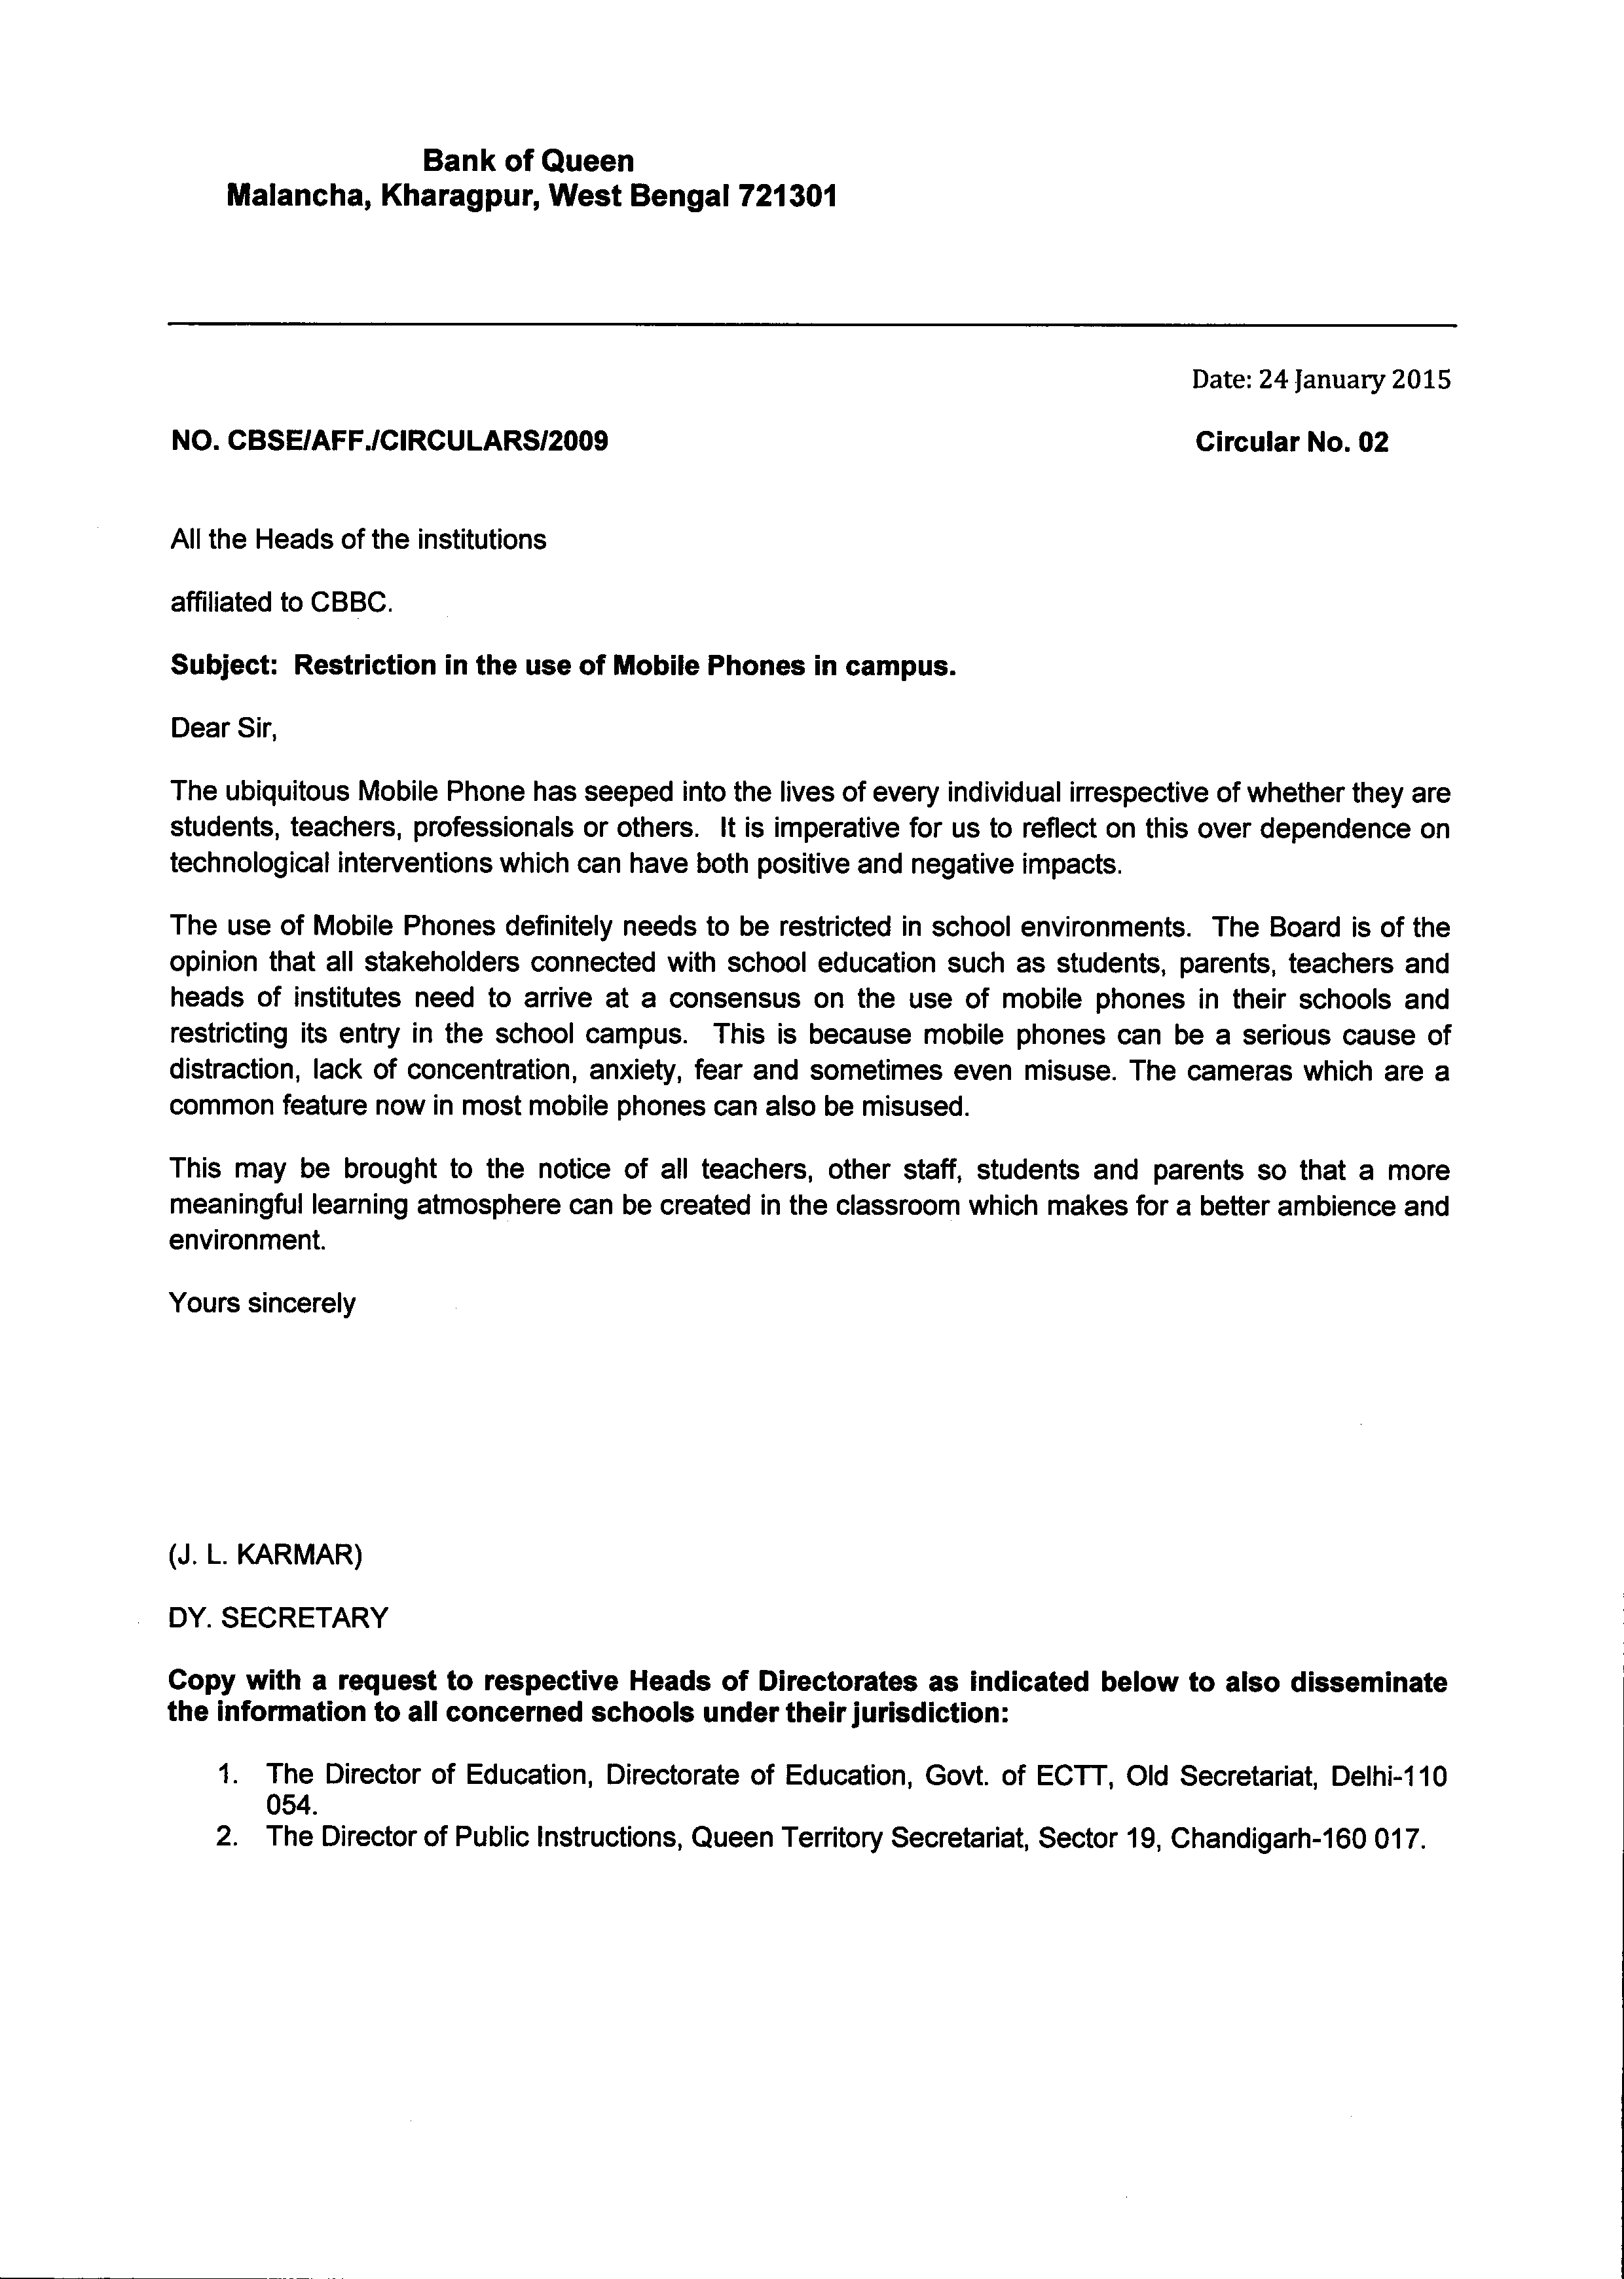 Bank of Queen
Malancha, Kharagpur, West Bengal 721301
Date: 24 January 2015
NO. CBSE/AFF./CIRCULARS/2009 Circular No. 02
All the Heads of the institutions
affiliated to CBBC.
Subject: Restriction in the use of Mobile Phones in campus.
Dear Sir,
The ubiquitous Mobile Phone has seeped into the lives of every individual irrespective of whether they are
students, teachers, professionals or others. It is imperative for us to reflect on this over dependence on
technological interventions which can have both positive and negative impacts.
The use of Mobile Phones definitely needs to be restricted in school environments. The Board is of the
opinion that all stakeholders connected with school education such as students, parents, teachers and
heads of institutes need to arrive at a consensus on the use of mobile phones in their schools and
restricting its entry in the school campus. This is because mobile phones can be a serious cause of
distraction, lack of concentration, anxiety, fear and sometimes even misuse. The cameras which are a
common feature now in most mobile phones can also be misused.
This may be brought to the notice of all teachers, other staff, students and parents so that a more
meaningful learning atmosphere can be created in the classroom which makes for a better ambience and
environment.
Yours sincerely
(J. L. KARMAR)
DY. SECRETARY
Copy with a request to respective Heads of Directorates as indicated below to also disseminate
the information to all concerned schools under their jurisdiction:
1. The Director of Education, Directorate of Education, Govt. of ECTT, Old Secretariat, Delhi-110
054.
2. The Director of Public Instructions, Queen Territory Secretariat, Sector 19, Chandigarh-160 017.